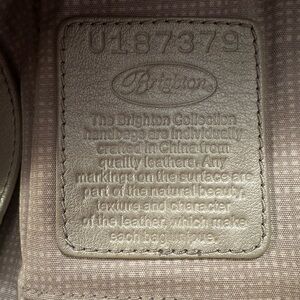 U187379
Brighton
The Brighton Collection
handbags are individually
crafted in China from
quality leathers. Any
markings on the surface are
part of the natural beauty,
texture and character
of the leather, which make
each bag unique.